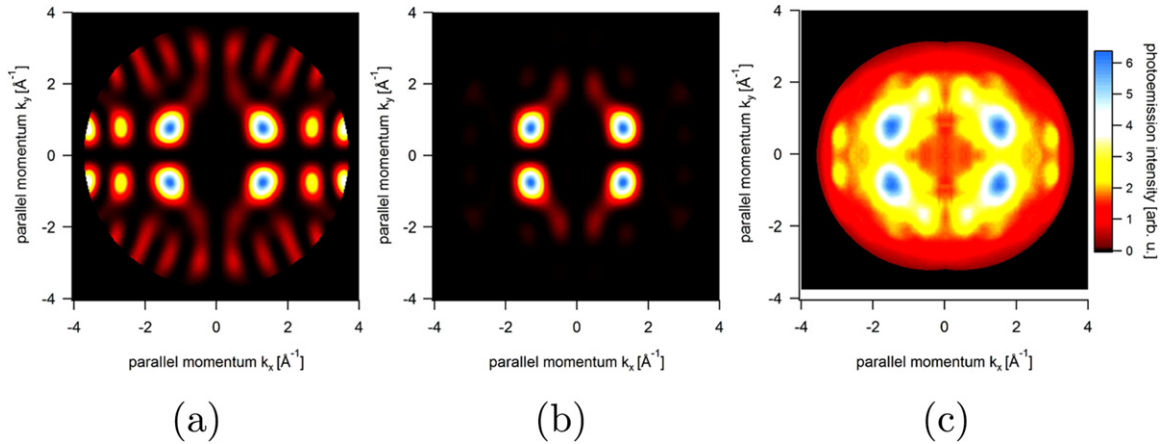 4
2
0
-2
-4
parallel momentum k_y [Å⁻¹]
-4 -2 0 2 4
parallel momentum k_x [Å⁻¹]
(a)
4
2
0
-2
-4
parallel momentum k_y [Å⁻¹]
-4 -2 0 2 4
parallel momentum k_x [Å⁻¹]
(b)
4
2
0
-2
-4
parallel momentum k_y [Å⁻¹]
-4 -2 0 2 4
parallel momentum k_x [Å⁻¹]
6
5
4
3
2
1
0
photoemission intensity [arb. u.]
(c)